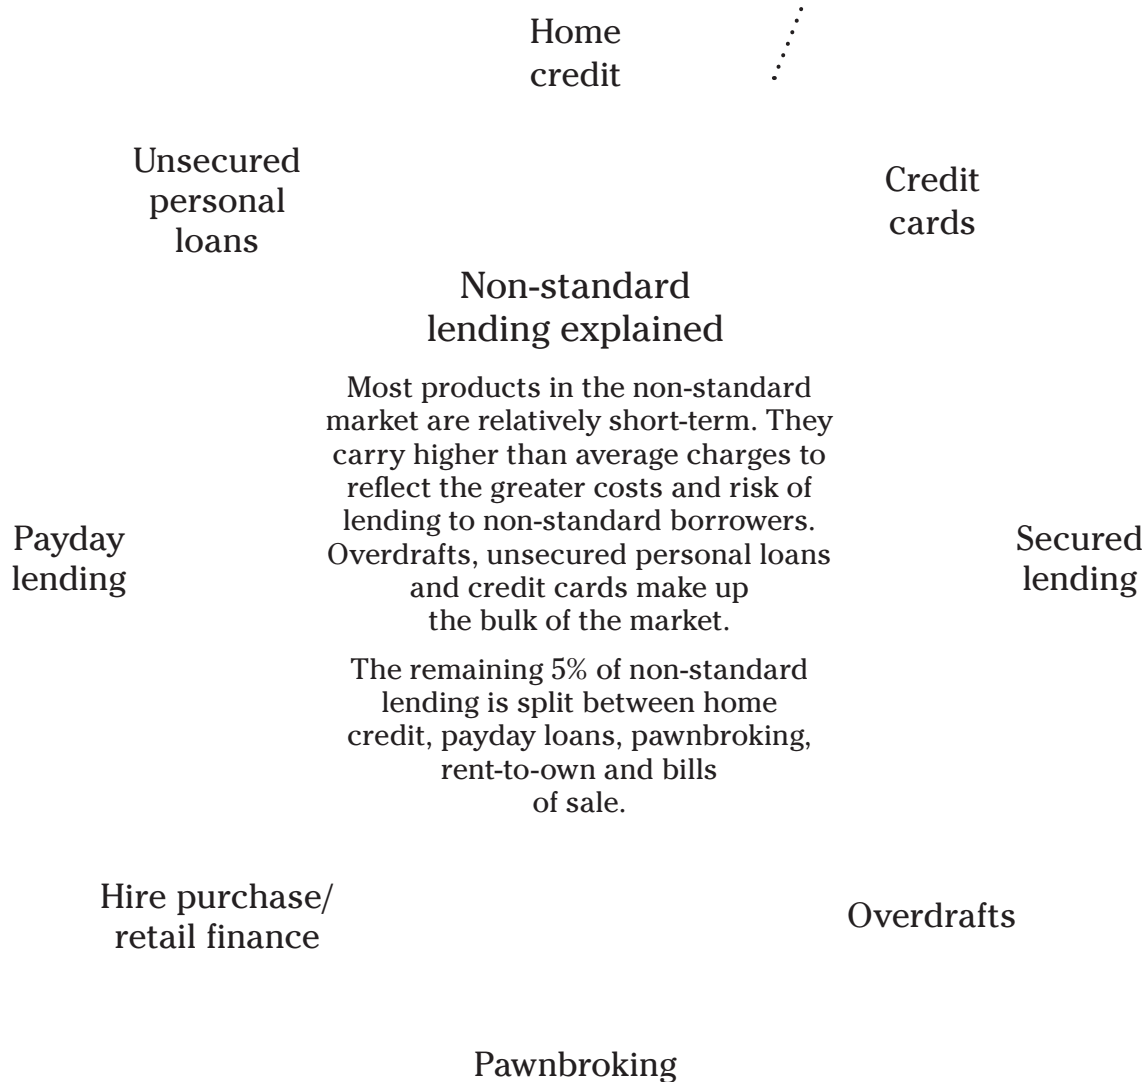 Home
credit
Unsecured
personal
loans
Credit
cards
Non-standard
lending explained
Most products in the non-standard
market are relatively short-term. They
carry higher than average charges to
reflect the greater costs and risk of
lending to non-standard borrowers.
Overdrafts, unsecured personal loans
and credit cards make up
the bulk of the market.
Payday
lending
Secured
lending
The remaining 5% of non-standard
lending is split between home
credit, payday loans, pawnbroking,
rent-to-own and bills
of sale.
Hire purchase/
retail finance
Overdrafts
Pawnbroking